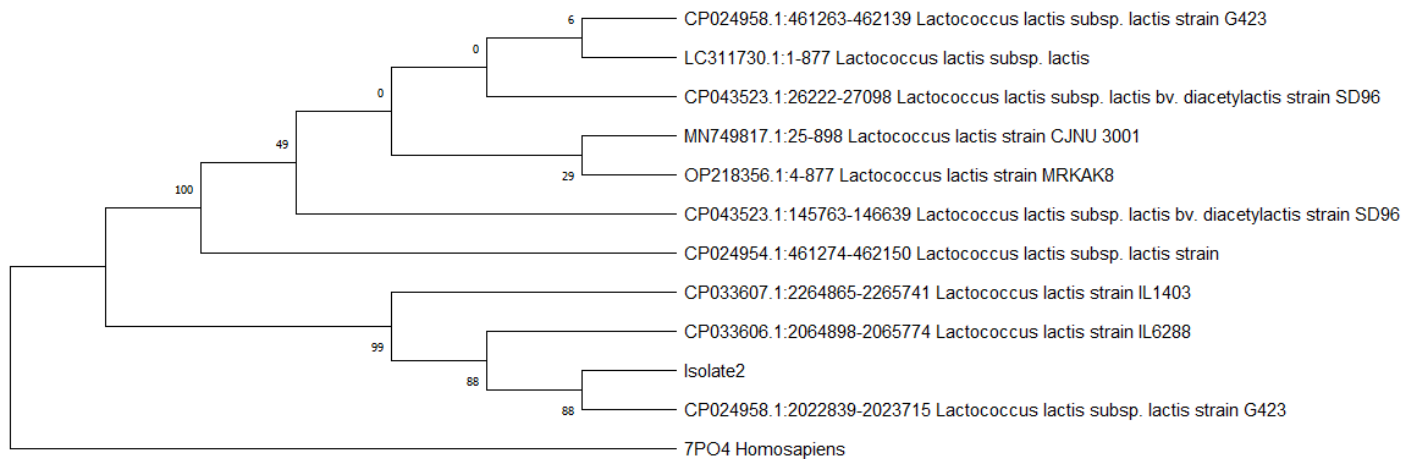 6
CP024958.1:461263-462139 Lactococcus lactis subsp. lactis strain G423
0
LC311730.1:1-877 Lactococcus lactis subsp. lactis
0
CP043523.1:26222-27098 Lactococcus lactis subsp. lactis bv. diacetylactis strain SD96
49
MN749817.1:25-898 Lactococcus lactis strain CJNU 3001
29
OP218356.1:4-877 Lactococcus lactis strain MRKAK8
100
CP043523.1:145763-146639 Lactococcus lactis subsp. lactis bv. diacetylactis strain SD96
CP024954.1:461274-462150 Lactococcus lactis subsp. lactis strain
CP033607.1:2264865-2265741 Lactococcus lactis strain IL1403
99
CP033606.1:2064898-2065774 Lactococcus lactis strain IL6288
88
Isolate2
88
CP024958.1:2022839-2023715 Lactococcus lactis subsp. lactis strain G423
7PO4 Homosapiens